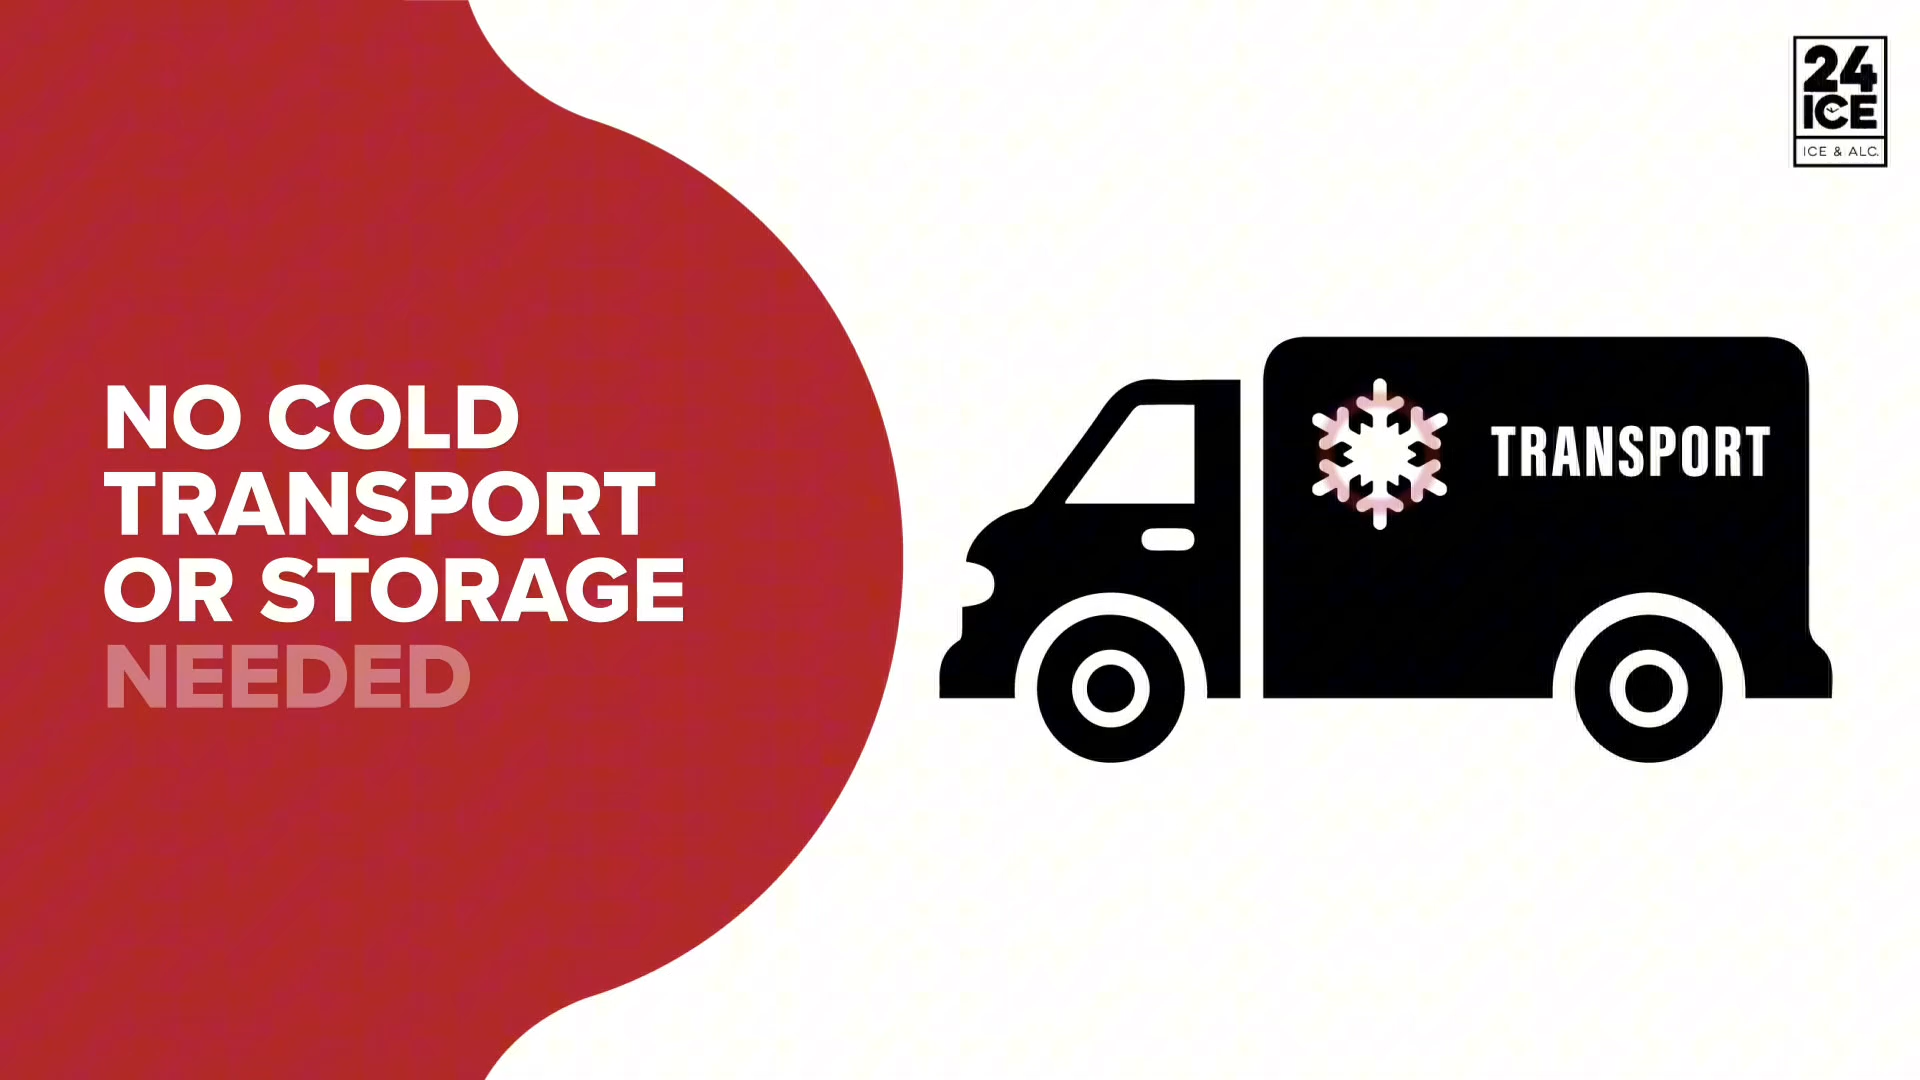 NO COLD
TRANSPORT
OR STORAGE
NEEDED
TRANSPORT
24
ICE
ICE & ALC.